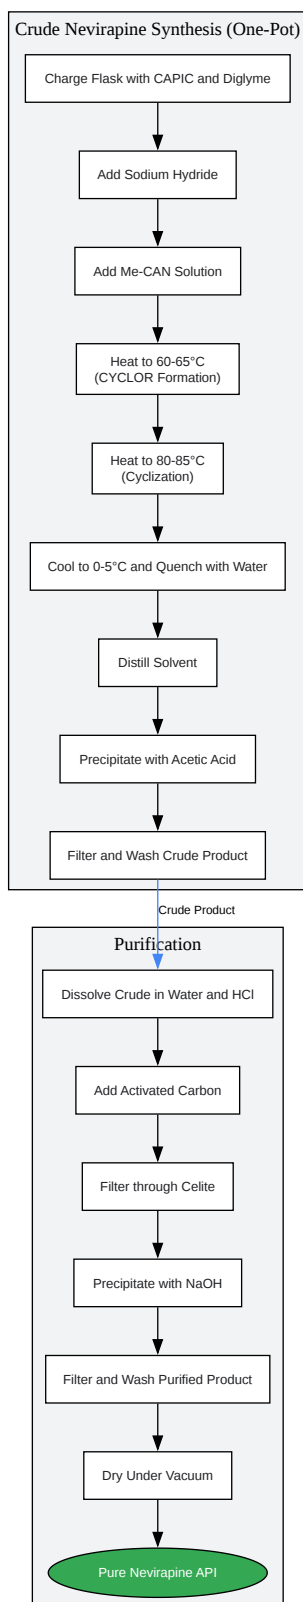 Crude Nevirapine Synthesis (One-Pot)
Charge Flask with CAPIC and Diglyme
Add Sodium Hydride
Add Me-CAN Solution
Heat to 60-65°C
(CYCLOR Formation)
Heat to 80-85°C
(Cyclization)
Cool to 0-5°C and Quench with Water
Distill Solvent
Precipitate with Acetic Acid
Filter and Wash Crude Product
Crude Product
Purification
Dissolve Crude in Water and HCl
Add Activated Carbon
Filter through Celite
Precipitate with NaOH
Filter and Wash Purified Product
Dry Under Vacuum
Pure Nevirapine API